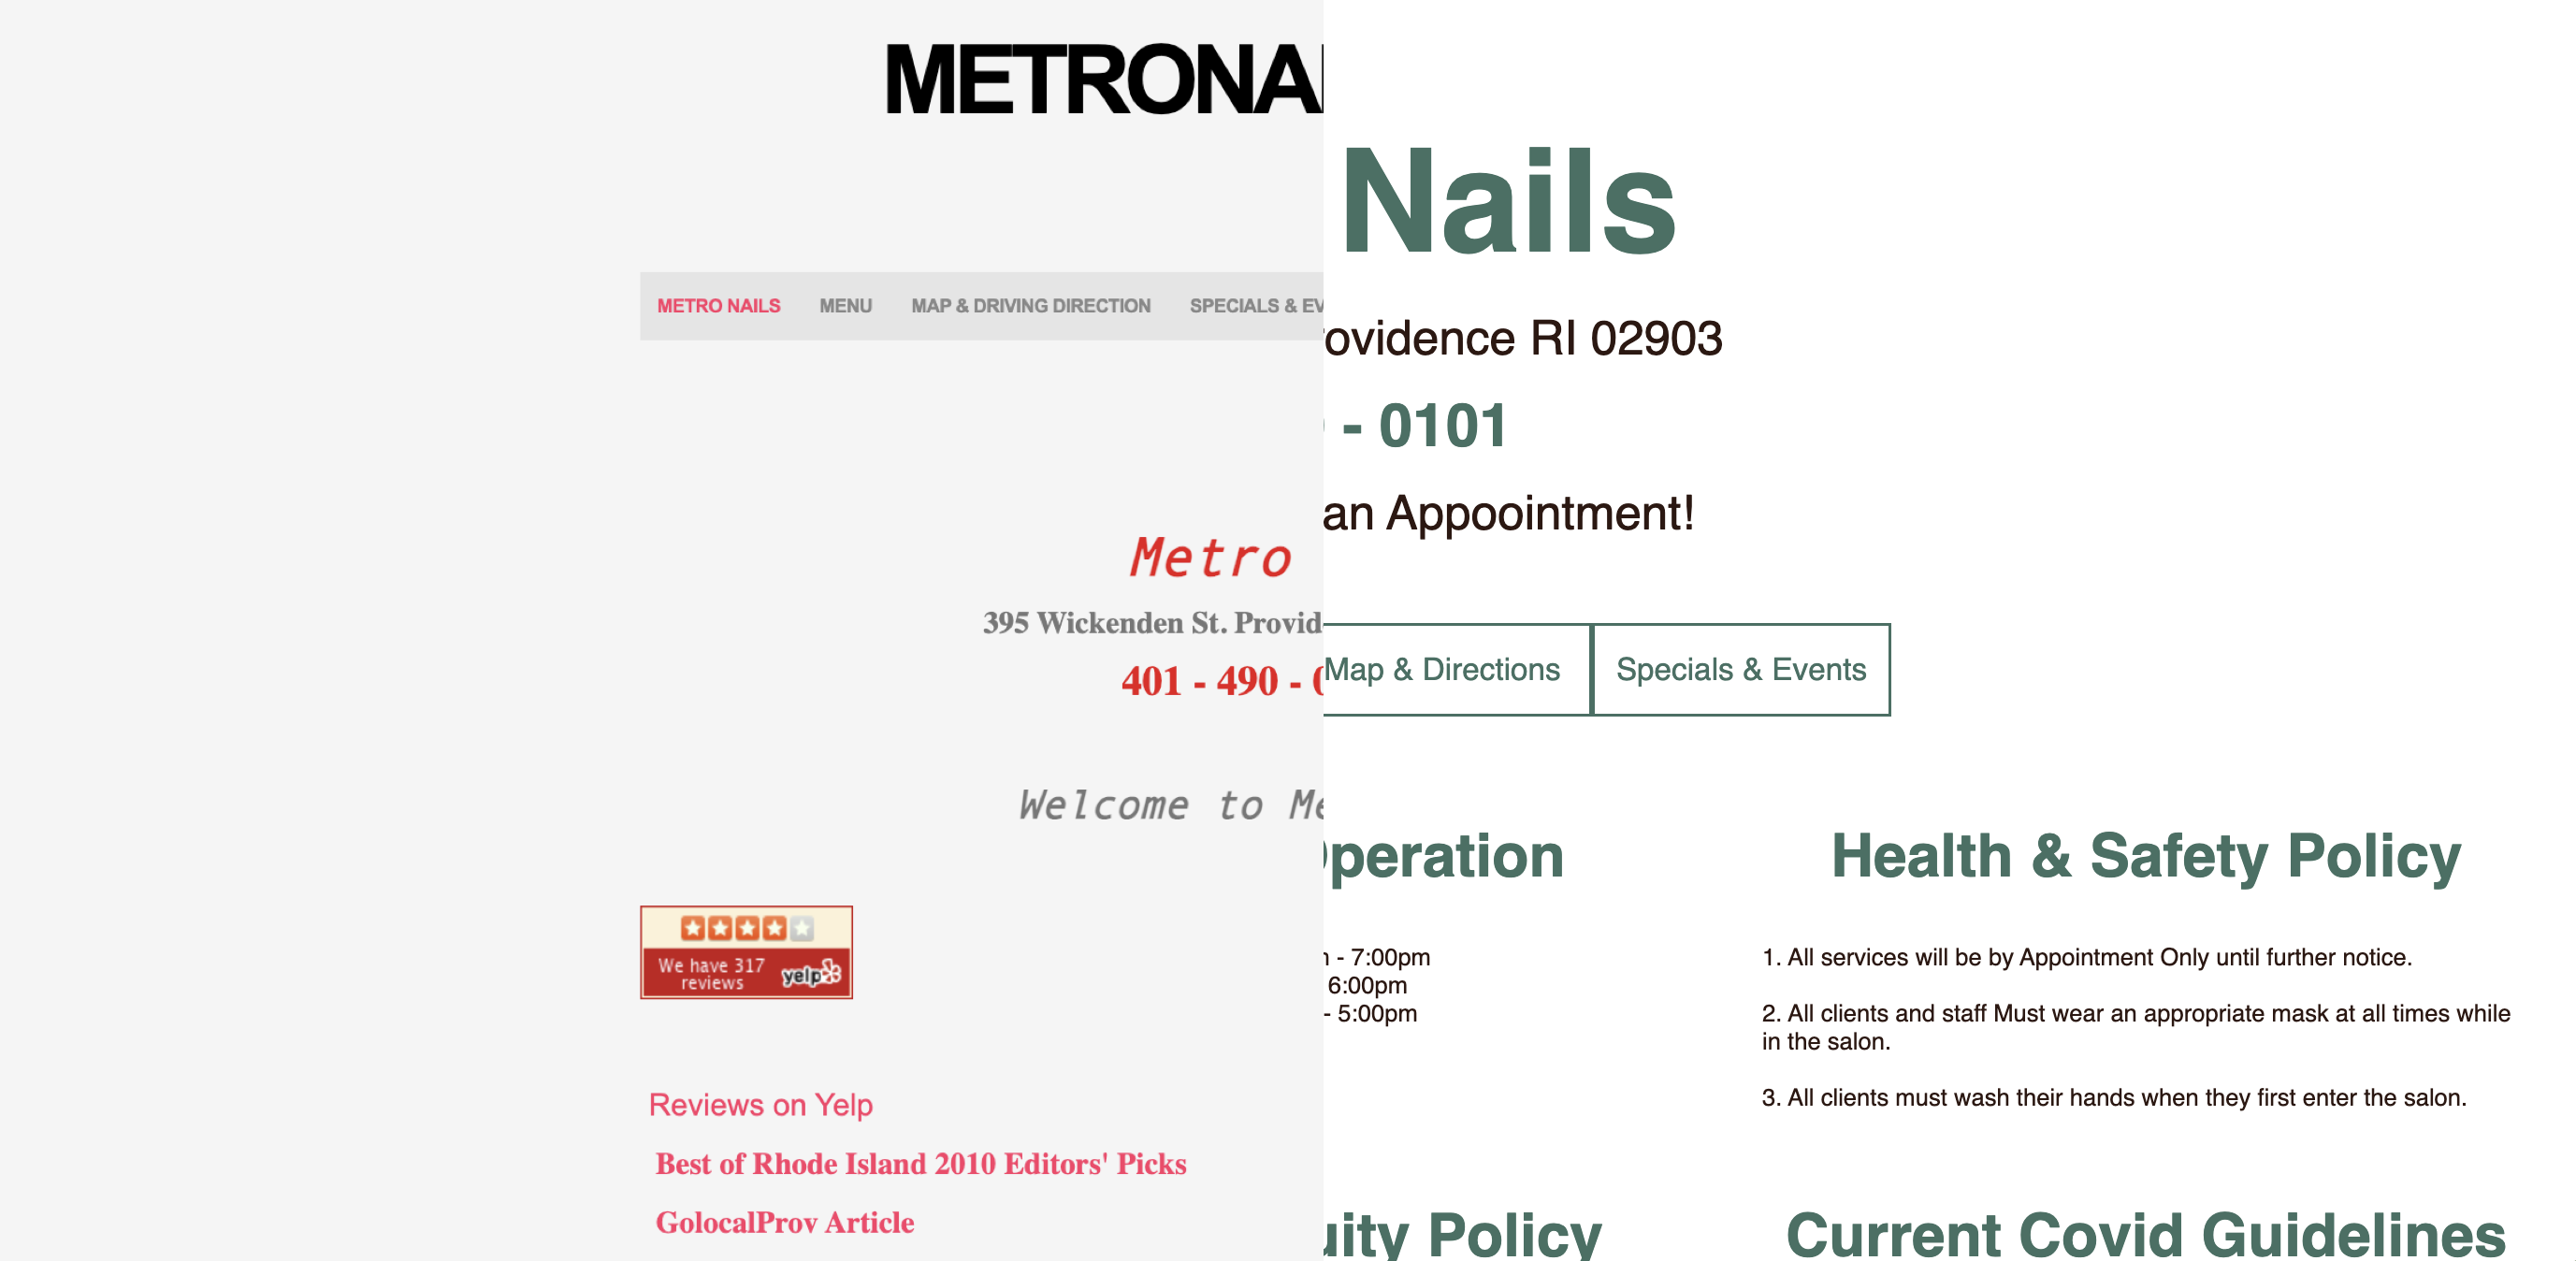 METRONA
METRO NAILS MENU MAP & DRIVING DIRECTION SPECIALS & EV
Metro
395 Wickenden St. Provid
401 - 490 -
Welcome to Me
We have 317
reviews yelp
Reviews on Yelp
Best of Rhode Island 2010 Editors' Picks
GolocalProv Article
Nails
ovidence RI 02903
- 0101
an Appoointment!
Map & Directions Specials & Events
peration
- 7:00pm
6:00pm
- 5:00pm
Health & Safety Policy
1. All services will be by Appointment Only until further notice.
2. All clients and staff Must wear an appropriate mask at all times while
in the salon.
3. All clients must wash their hands when they first enter the salon.
uity Policy
Current Covid Guidelines